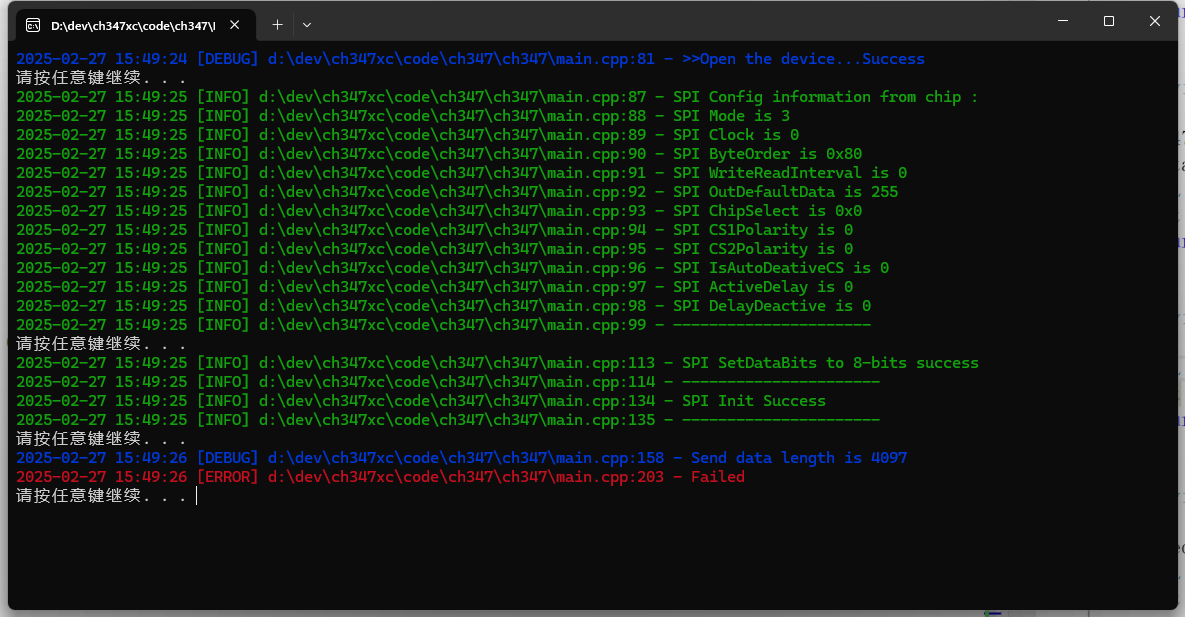 D:\dev\ch347xc\code\ch347\I
2025-02-27 15:49:24 [DEBUG] d:\dev\ch347xc\code\ch347\ch347\main.cpp:81 - >>Open the device...Success
请按任意键继续. . .
2025-02-27 15:49:25 [INFO] d:\dev\ch347xc\code\ch347\ch347\main.cpp:87 - SPI Config information from chip :
2025-02-27 15:49:25 [INFO] d:\dev\ch347xc\code\ch347\ch347\main.cpp:88 - SPI Mode is 3
2025-02-27 15:49:25 [INFO] d:\dev\ch347xc\code\ch347\ch347\main.cpp:89 - SPI Clock is 0
2025-02-27 15:49:25 [INFO] d:\dev\ch347xc\code\ch347\ch347\main.cpp:90 - SPI ByteOrder is 0x80
2025-02-27 15:49:25 [INFO] d:\dev\ch347xc\code\ch347\ch347\main.cpp:91 - SPI WriteReadInterval is 0
2025-02-27 15:49:25 [INFO] d:\dev\ch347xc\code\ch347\ch347\main.cpp:92 - SPI OutDefaultData is 255
2025-02-27 15:49:25 [INFO] d:\dev\ch347xc\code\ch347\ch347\main.cpp:93 - SPI ChipSelect is 0x0
2025-02-27 15:49:25 [INFO] d:\dev\ch347xc\code\ch347\ch347\main.cpp:94 - SPI CS1Polarity is 0
2025-02-27 15:49:25 [INFO] d:\dev\ch347xc\code\ch347\ch347\main.cpp:95 - SPI CS2Polarity is 0
2025-02-27 15:49:25 [INFO] d:\dev\ch347xc\code\ch347\ch347\main.cpp:96 - SPI IsAutoDeativeCS is 0
2025-02-27 15:49:25 [INFO] d:\dev\ch347xc\code\ch347\ch347\main.cpp:97 - SPI ActiveDelay is 0
2025-02-27 15:49:25 [INFO] d:\dev\ch347xc\code\ch347\ch347\main.cpp:98 - SPI DelayDeactive is 0
2025-02-27 15:49:25 [INFO] d:\dev\ch347xc\code\ch347\ch347\main.cpp:99 - ----------------------
请按任意键继续. . .
2025-02-27 15:49:25 [INFO] d:\dev\ch347xc\code\ch347\ch347\main.cpp:113 - SPI SetDataBits to 8-bits success
2025-02-27 15:49:25 [INFO] d:\dev\ch347xc\code\ch347\ch347\main.cpp:114 - ----------------------
2025-02-27 15:49:25 [INFO] d:\dev\ch347xc\code\ch347\ch347\main.cpp:134 - SPI Init Success
2025-02-27 15:49:25 [INFO] d:\dev\ch347xc\code\ch347\ch347\main.cpp:135 - ----------------------
请按任意键继续. . .
2025-02-27 15:49:26 [DEBUG] d:\dev\ch347xc\code\ch347\ch347\main.cpp:158 - Send data length is 4097
2025-02-27 15:49:26 [ERROR] d:\dev\ch347xc\code\ch347\ch347\main.cpp:203 - Failed
请按任意键继续. . .